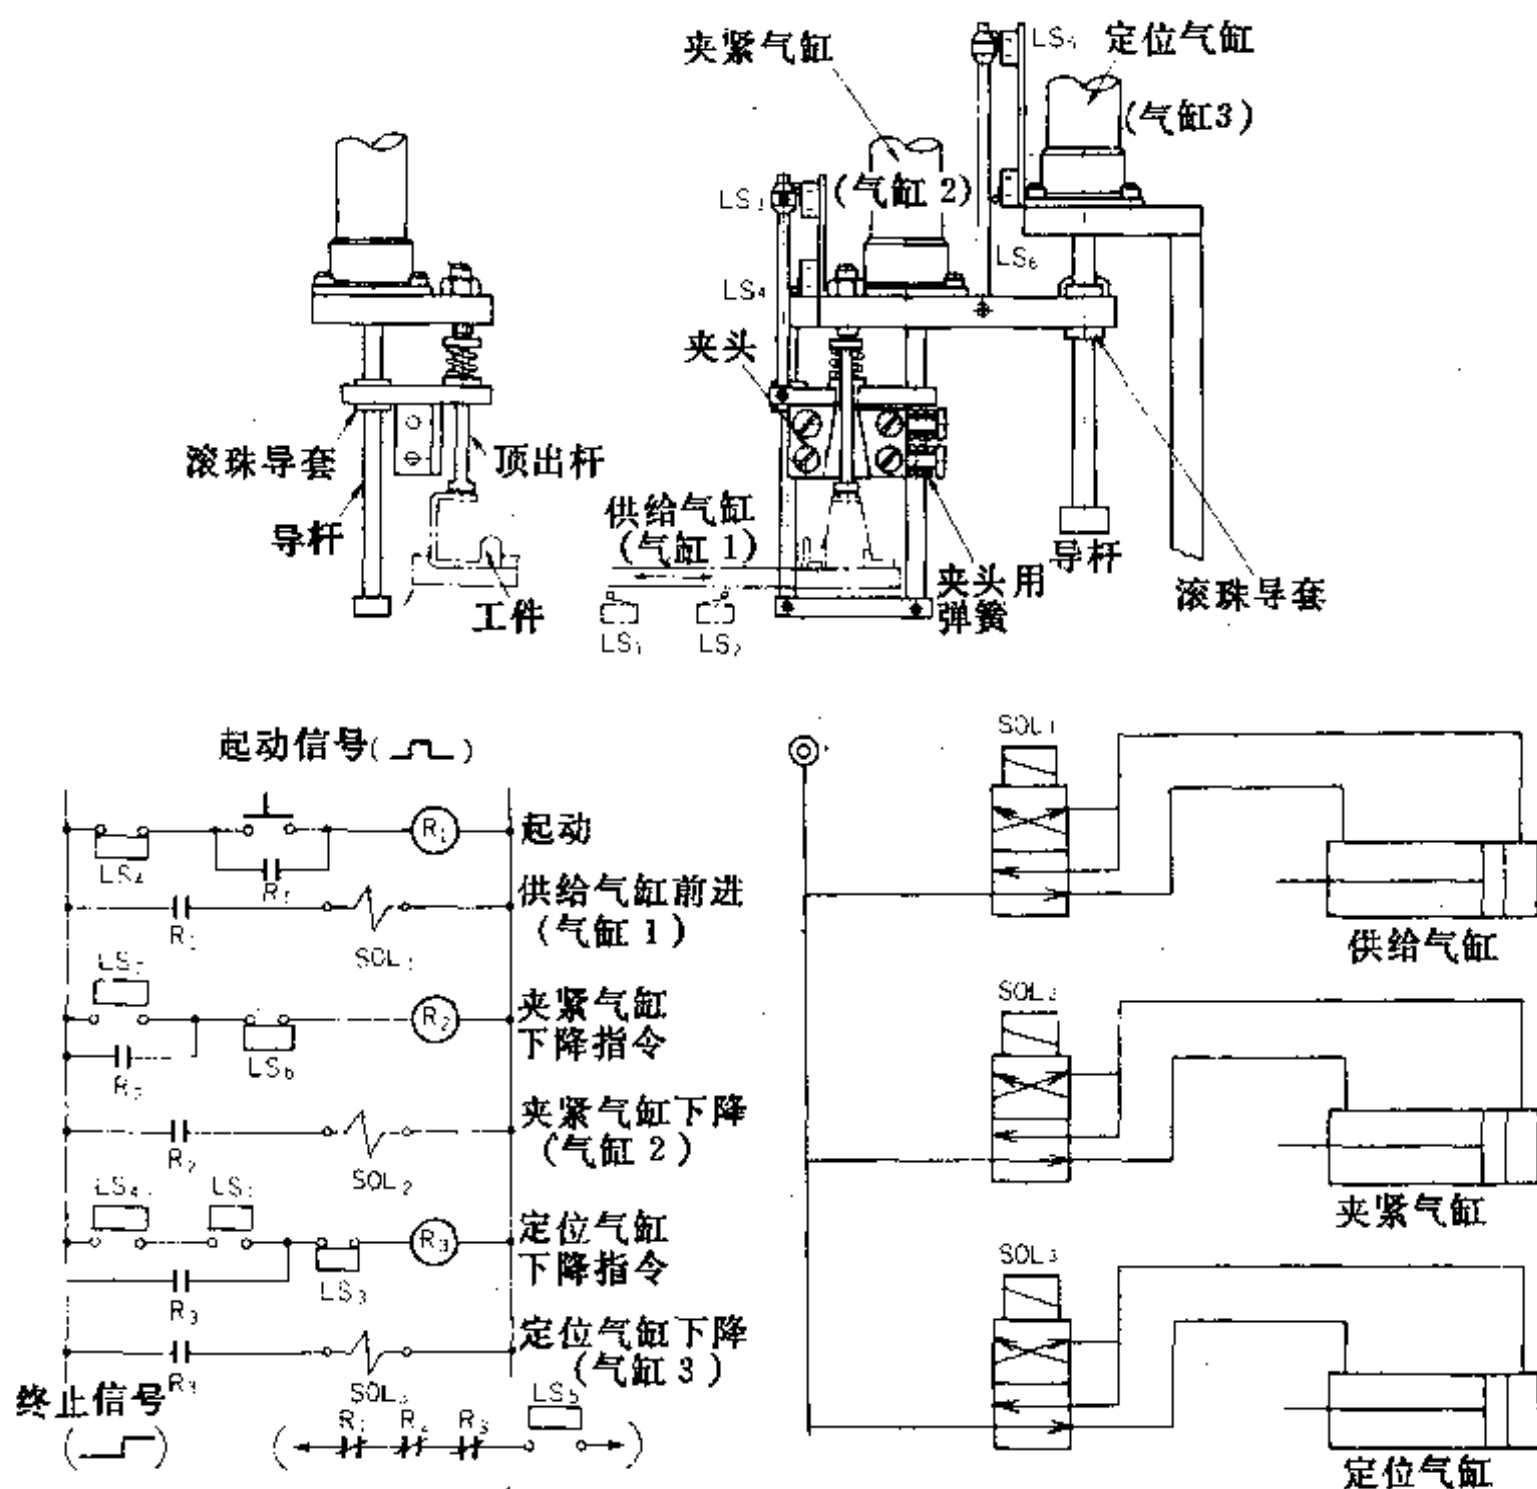 夹紧气缸
(气缸2)
定位气缸
(气缸3)
LS₃
LS₄
LS₆
夹头
滚珠导套
顶出杆
导杆
工件
供给气缸
(气缸1)
LS₁
LS₂
夹头用
弹簧
导杆
滚珠导套
起动信号( )
LS₄
R₁
R₁
起动
R₁
SOL₁
供给气缸前进
(气缸1)
R₂
LS₆
R₂
夹紧气缸
下降指令
R₂
SOL₂
夹紧气缸下降
(气缸2)
LS₄
LS₃
R₃
R₃
定位气缸
下降指令
R₃
SOL₃
定位气缸下降
(气缸3)
终止信号
( )
( R₁ R₂ R₃ LS₅ )
SOL₁
供给气缸
SOL₂
夹紧气缸
SOL₃
定位气缸